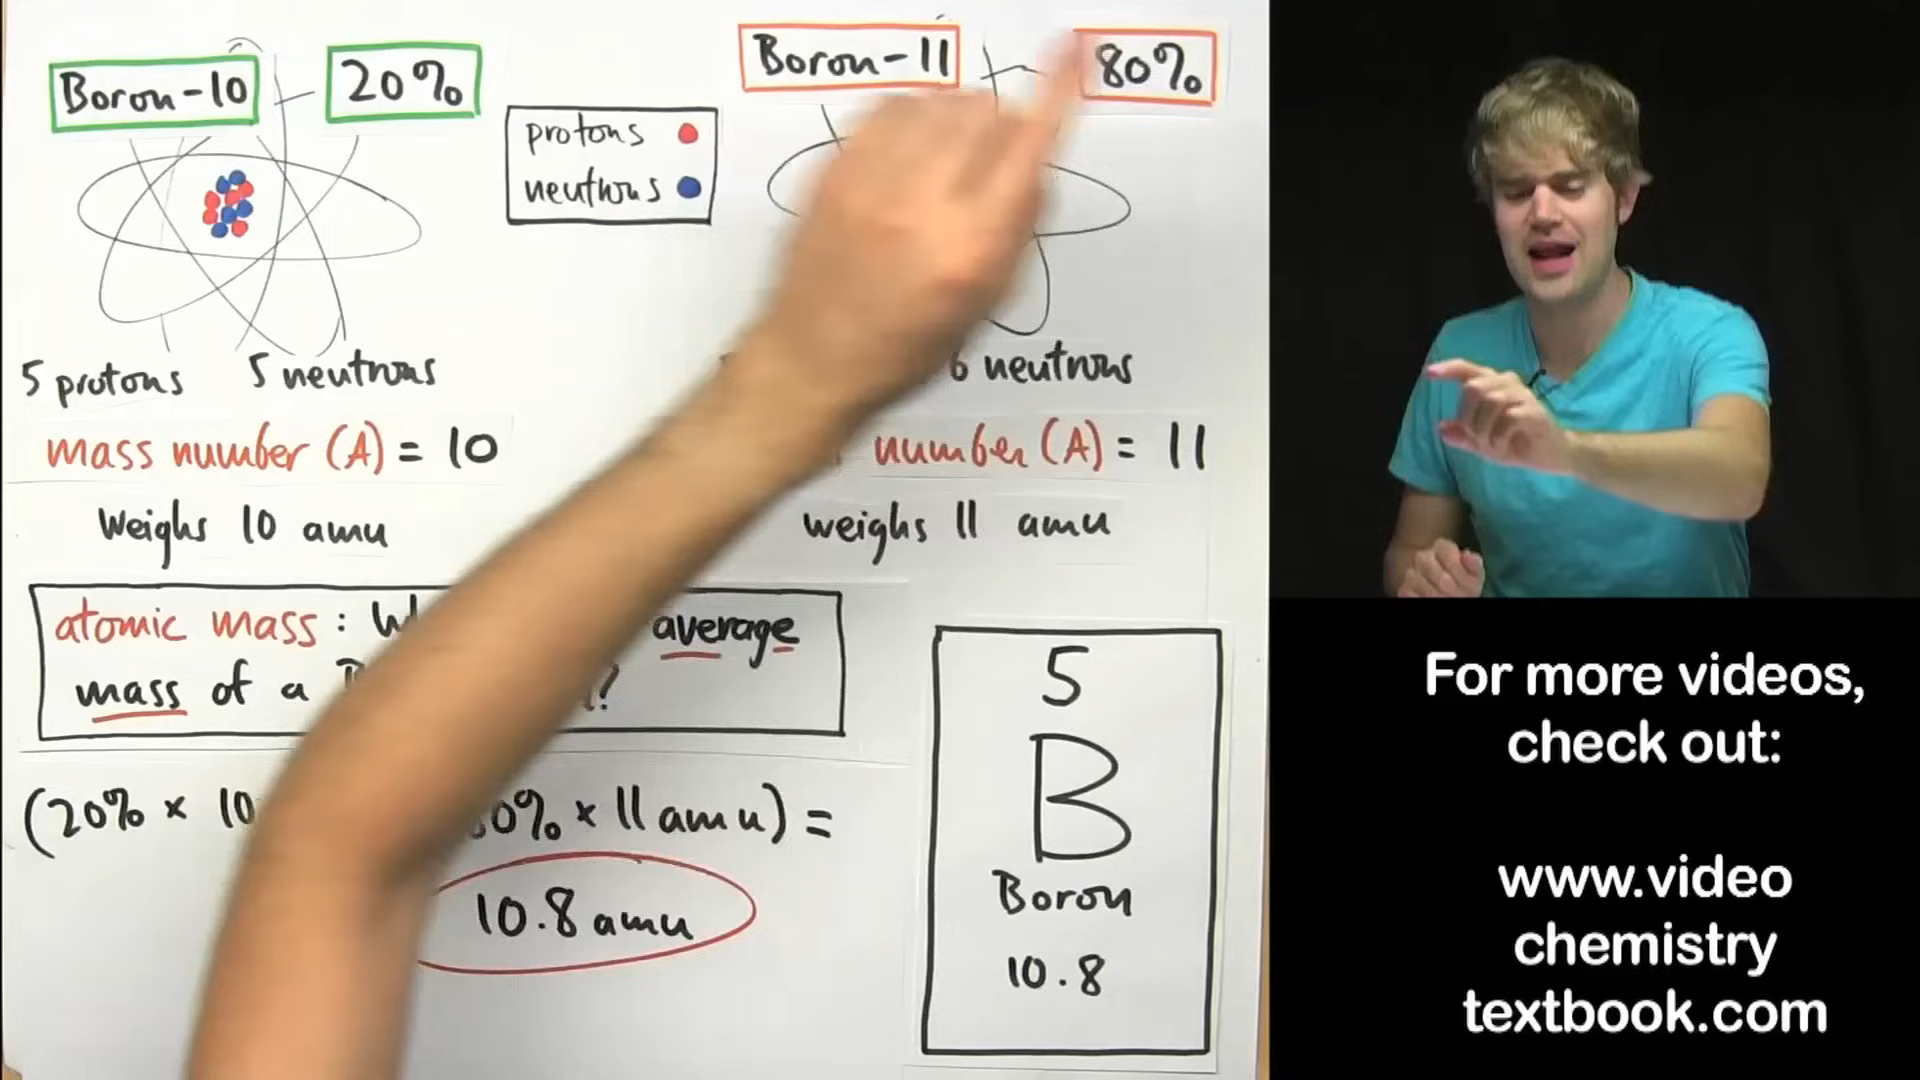 Boron-10
20%
Boron-11
80%
protons
neutrons
5 protons 5 neutrons
6 neutrons
mass number (A) = 10
number (A) = 11
Weighs 10 amu
weighs 11 amu
atomic mass: average
mass of a ?
(20% × 10 0% × 11 amu) =
10.8 amu
5
B
Boron
10.8
For more videos,
check out:
www.video
chemistry
textbook.com